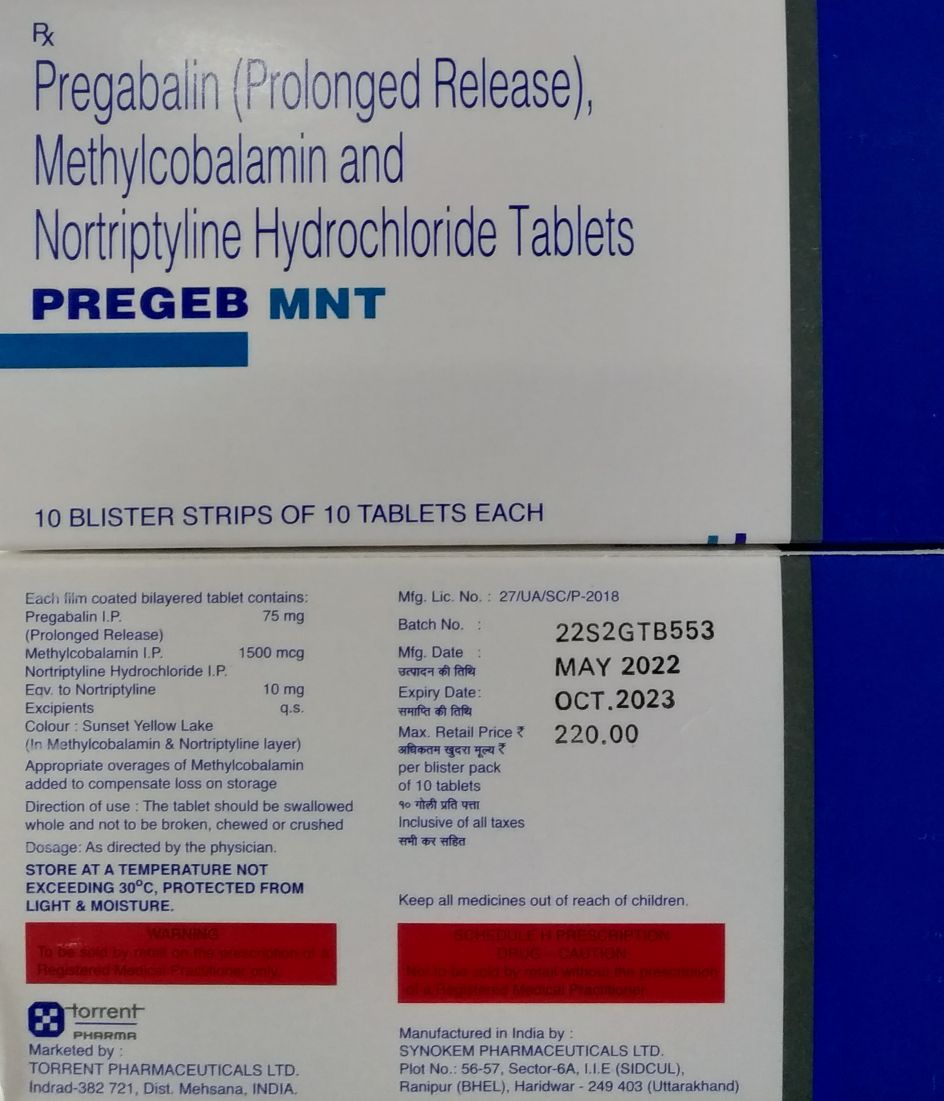 Rx
Pregabalin (Prolonged Release),
Methylcobalamin and
Nortriptyline Hydrochloride Tablets
PREGEB MNT
10 BLISTER STRIPS OF 10 TABLETS EACH
Each film coated bilayered tablet contains:
Pregabalin I.P. 75 mg
(Prolonged Release)
Methylcobalamin I.P. 1500 mcg
Nortriptyline Hydrochloride I.P.
Eqv. to Nortriptyline 10 mg
Excipients q.s.
Colour : Sunset Yellow Lake
(In Methylcobalamin & Nortriptyline layer)
Appropriate overages of Methylcobalamin
added to compensate loss on storage
Direction of use : The tablet should be swallowed
whole and not to be broken, chewed or crushed
Dosage: As directed by the physician.
STORE AT A TEMPERATURE NOT
EXCEEDING 30°C, PROTECTED FROM
LIGHT & MOISTURE.
WARNING
To be sold by retail on the prescription of a
Registered Medical Practitioner only.
torrent
PHARMA
Marketed by :
TORRENT PHARMACEUTICALS LTD.
Indrad-382 721, Dist. Mehsana, INDIA.
Mfg. Lic. No. : 27/UA/SC/P-2018
Batch No. : 22S2GTB553
Mfg. Date : MAY 2022
उत्पादन की तिथि
Expiry Date: OCT.2023
समाप्ति की तिथि
Max. Retail Price ₹ 220.00
अधिकतम खुदरा मूल्य ₹
per blister pack
of 10 tablets
१० गोली प्रति पत्ता
Inclusive of all taxes
सभी कर सहित
Keep all medicines out of reach of children.
SCHEDULE H PRESCRIPTION
DRUG - CAUTION
Not to be sold by retail without the prescription
of a Registered Medical Practitioner.
Manufactured in India by :
SYNOKEM PHARMACEUTICALS LTD.
Plot No.: 56-57, Sector-6A, I.I.E (SIDCUL),
Ranipur (BHEL), Haridwar - 249 403 (Uttarakhand)